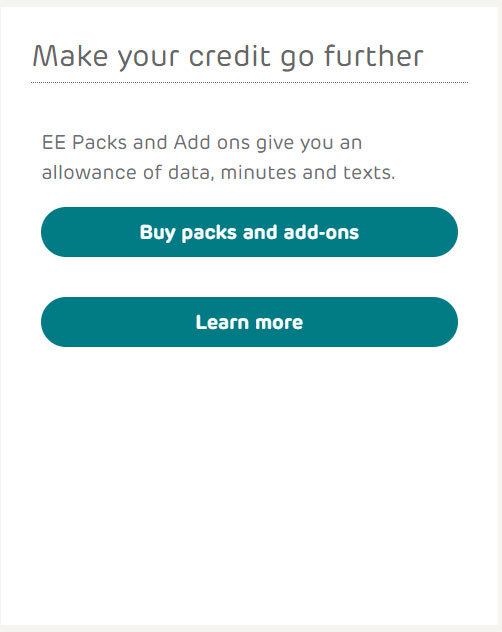 Make your credit go further
EE Packs and Add ons give you an
allowance of data, minutes and texts.
Buy packs and add-ons
Learn more